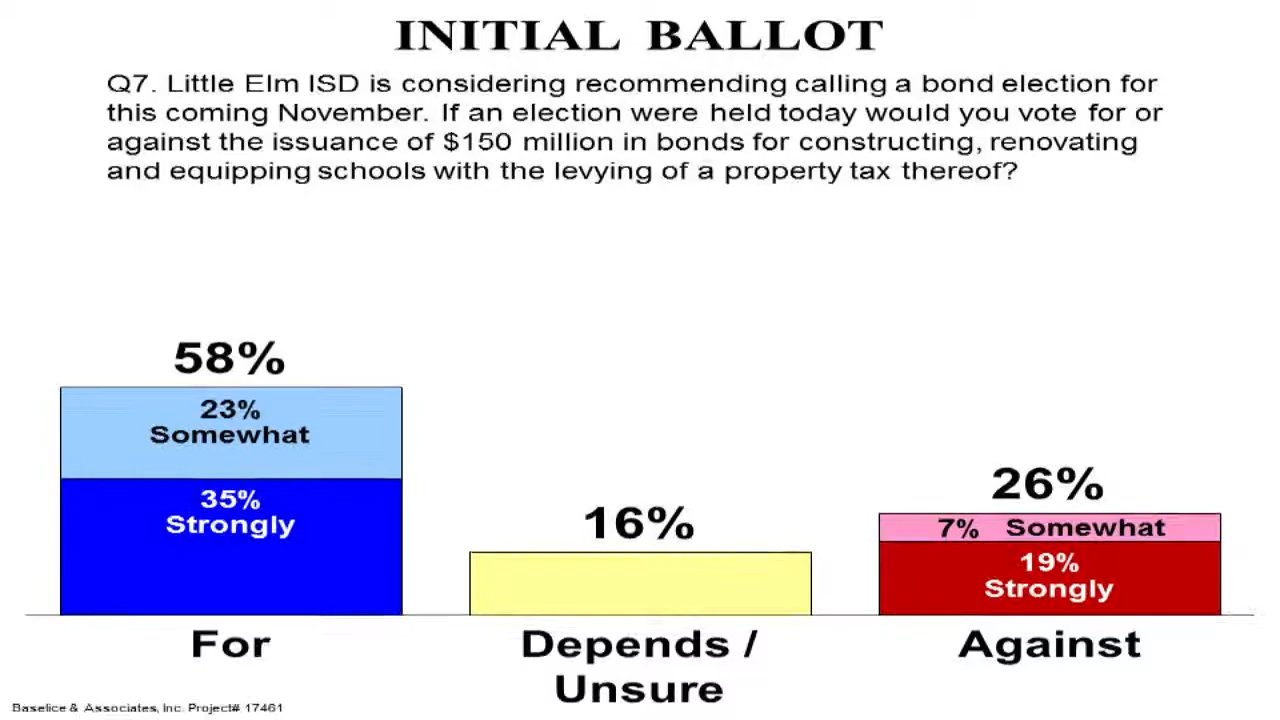 INITIAL BALLOT
Q7. Little Elm ISD is considering recommending calling a bond election for
this coming November. If an election were held today would you vote for or
against the issuance of $150 million in bonds for constructing, renovating
and equipping schools with the levying of a property tax thereof?
58%
23%
Somewhat
35%
Strongly
16%
26%
7% Somewhat
19%
Strongly
For
Depends /
Unsure
Against
Baselice & Associates, Inc. Project# 17461